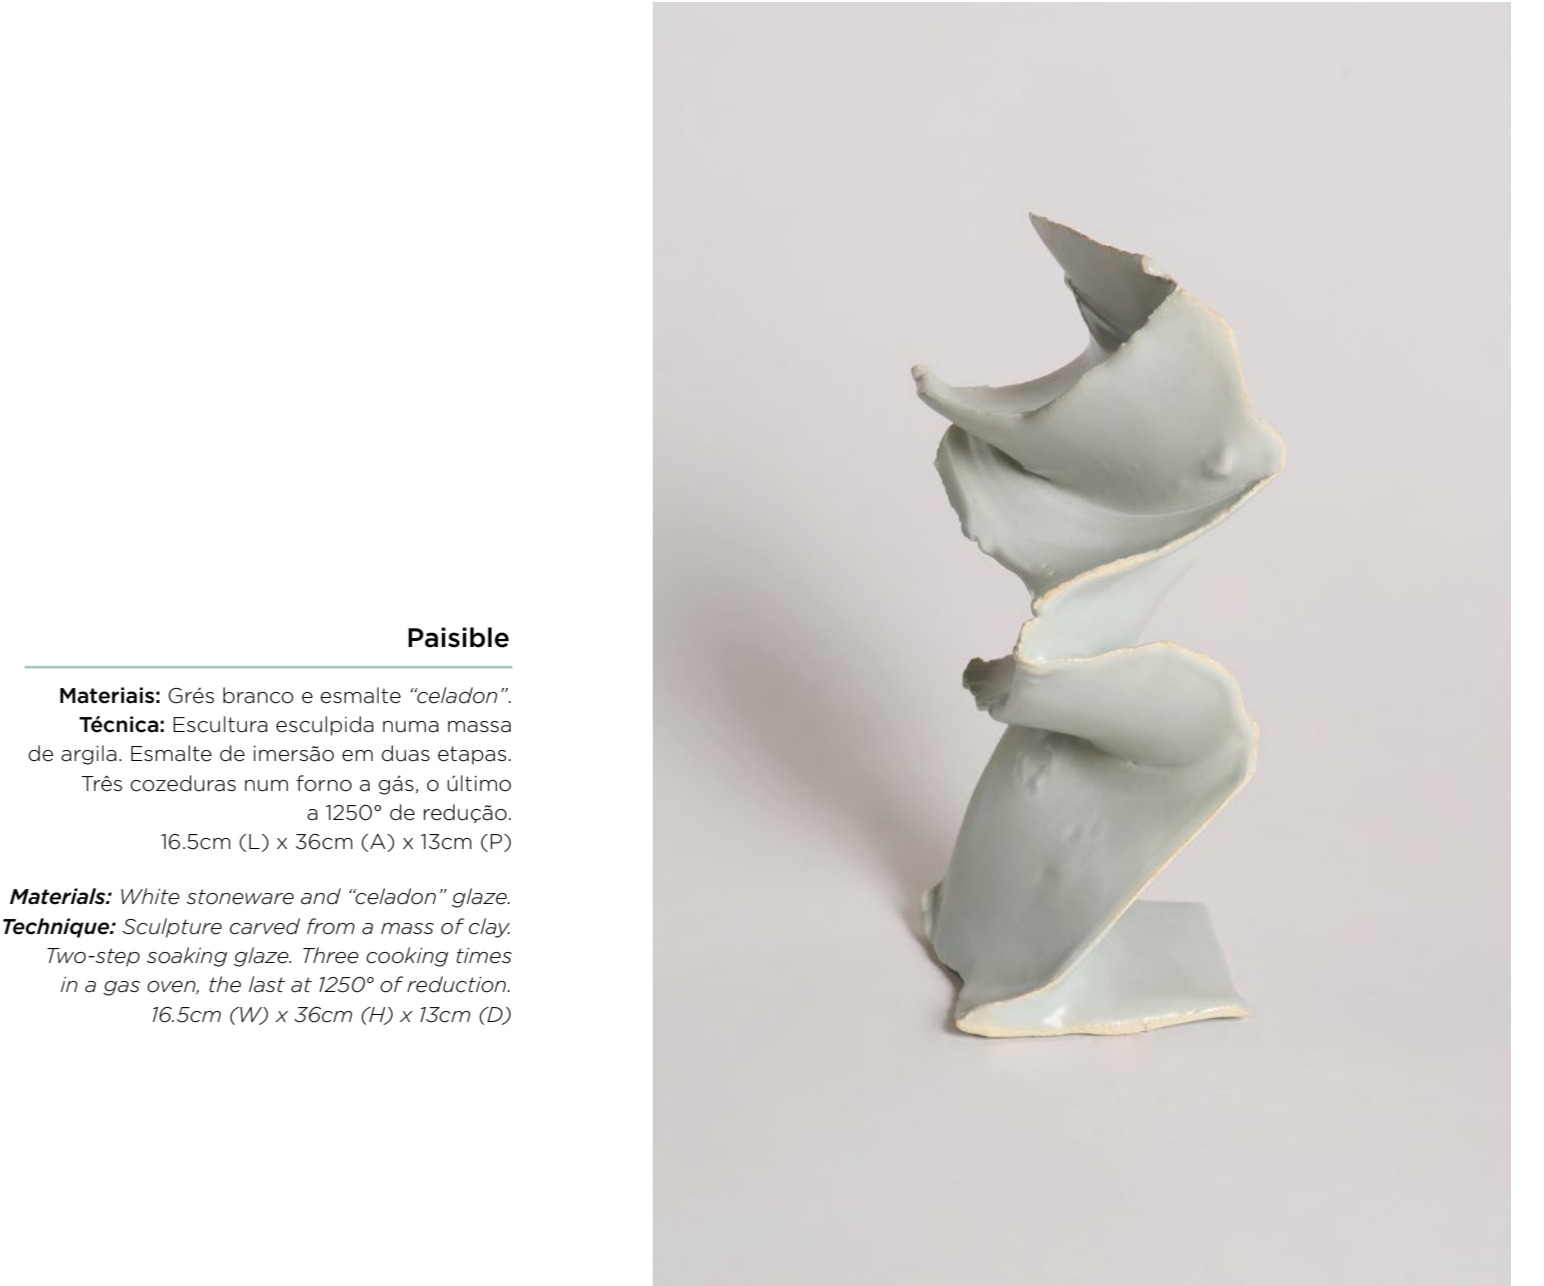 Paisible
Materiais: Grés branco e esmalte “celadon”.
Técnica: Escultura esculpida numa massa
de argila. Esmalte de imersão em duas etapas.
Três cozeduras num forno a gás, o último
a 1250° de redução.
16.5cm (L) x 36cm (A) x 13cm (P)
Materials: White stoneware and “celadon” glaze.
Technique: Sculpture carved from a mass of clay.
Two-step soaking glaze. Three cooking times
in a gas oven, the last at 1250° of reduction.
16.5cm (W) x 36cm (H) x 13cm (D)